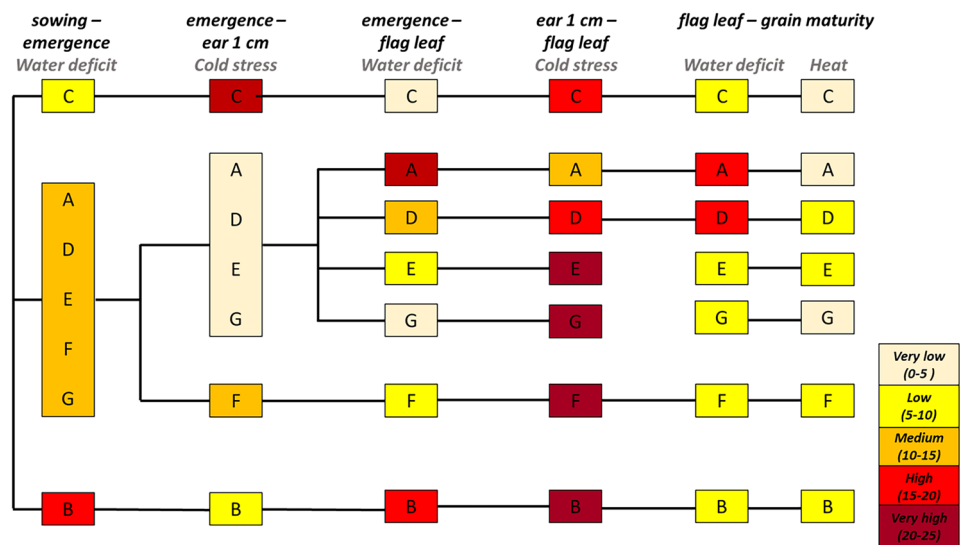 sowing –
emergence
Water deficit
emergence –
ear 1 cm
Cold stress
emergence –
flag leaf
Water deficit
ear 1 cm –
flag leaf
Cold stress
flag leaf – grain maturity
Water deficit
Heat
C
C
C
C
C
C
A
D
E
F
G
A
D
E
G
A
A
A
A
D
D
D
D
E
E
E
E
G
G
G
G
F
F
F
F
F
B
B
B
B
B
B
Very low
(0-5 )
Low
(5-10)
Medium
(10-15)
High
(15-20)
Very high
(20-25)